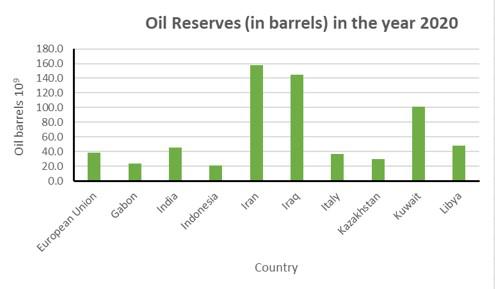 Oil Reserves (in barrels) in the year 2020
Oil barrels 10⁹
180.0
160.0
140.0
120.0
100.0
80.0
60.0
40.0
20.0
0.0
European Union
Gabon
India
Indonesia
Iran
Iraq
Italy
Kazakhstan
Kuwait
Libya
Country